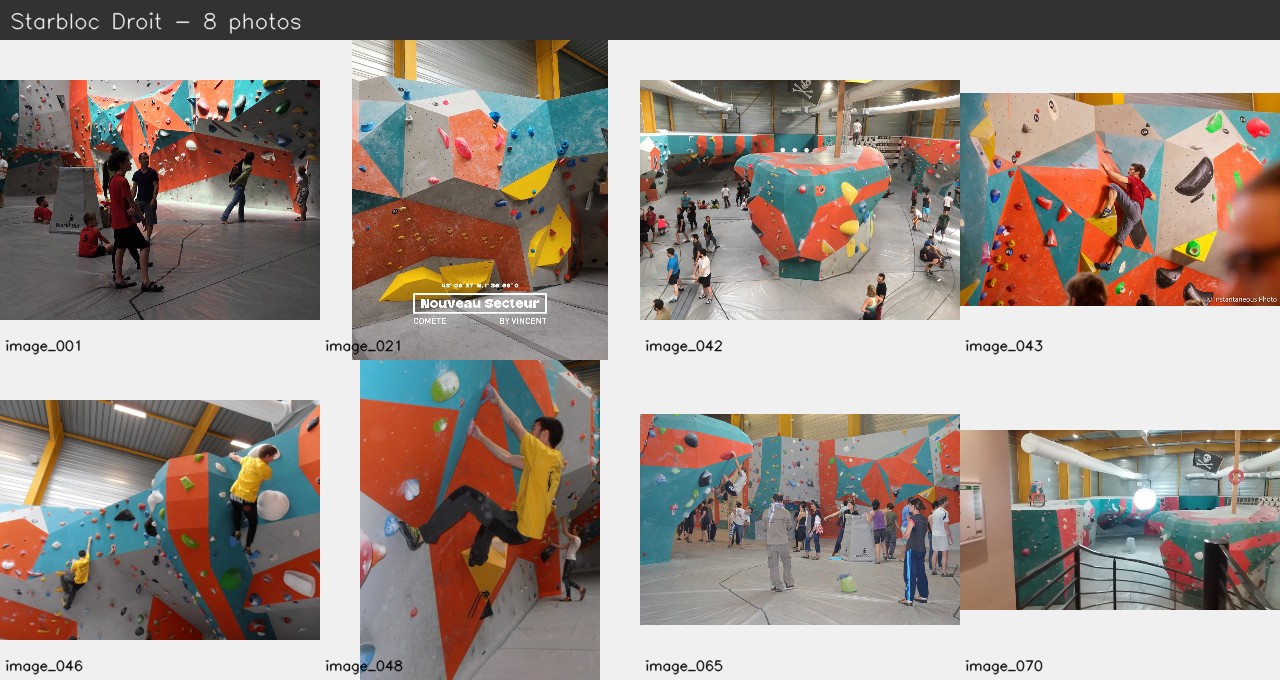 Starbloc Droit - 8 photos
Nouveau Secteur
COMÈTE BY VINCENT
image_001
image_021
image_042
image_043
Instantaneous Photo
image_046
image_048
image_065
image_070